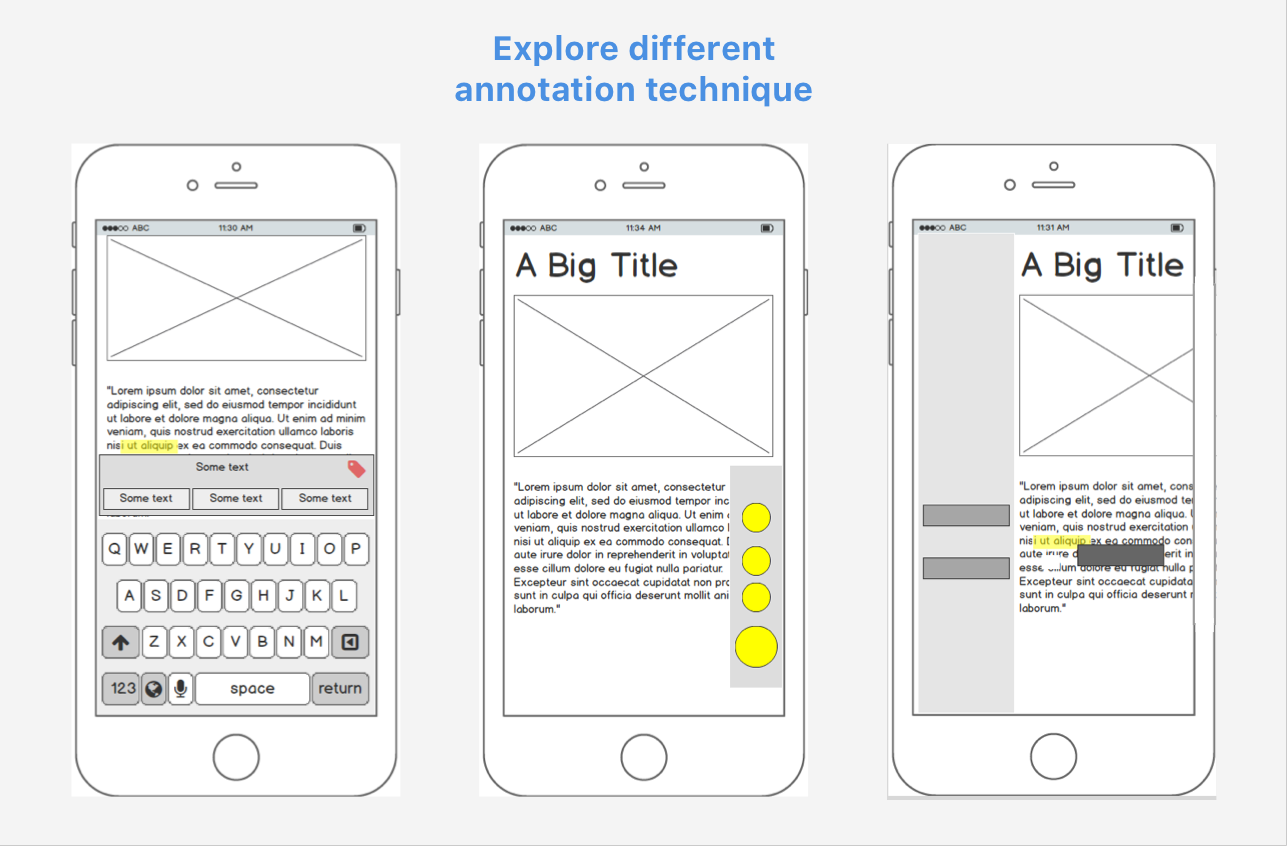 Explore different
annotation technique
ABC 11:30 AM
"Lorem ipsum dolor sit amet, consectetur
adipiscing elit, sed do eiusmod tempor incididunt
ut labore et dolore magna aliqua. Ut enim ad minim
veniam, quis nostrud exercitation ullamco laboris
nisi ut aliquip ex ea commodo consequat. Duis
Some text
Some text Some text Some text
Q W E R T Y U I O P
A S D F G H J K L
Z X C V B N M
123 space return
ABC 11:34 AM
A Big Title
"Lorem ipsum dolor sit amet, consectetur
adipiscing elit, sed do eiusmod tempor inc
ut labore et dolore magna aliqua. Ut enim
veniam, quis nostrud exercitation ullamco
nisi ut aliquip ex ea commodo consequat.
aute irure dolor in reprehenderit in voluptat
esse cillum dolore eu fugiat nulla pariatur.
Excepteur sint occaecat cupidatat non pro
sunt in culpa qui officia deserunt mollit ani
laborum."
ABC 11:31 AM
A Big Title
"Lorem ipsum dolor sit amet, cons
adipiscing elit, sed do eiusmod te
ut labore et dolore magna aliqua. U
veniam, quis nostrud exercitation u
nisi ut aliquip ex ea commodo con
aute irure d erit in
esse cillum dolore eu fugiat nulla p
Excepteur sint occaecat cupidata
sunt in culpa qui officia deserunt m
laborum."